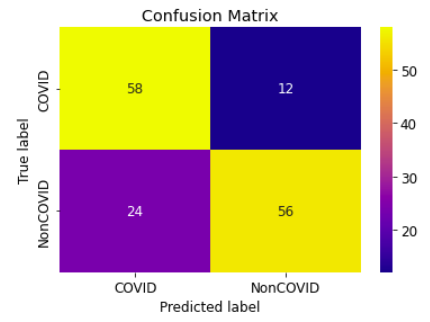 Confusion Matrix
COVID
58
12
50
40
True label
NonCOVID
24
56
30
20
COVID
NonCOVID
Predicted label